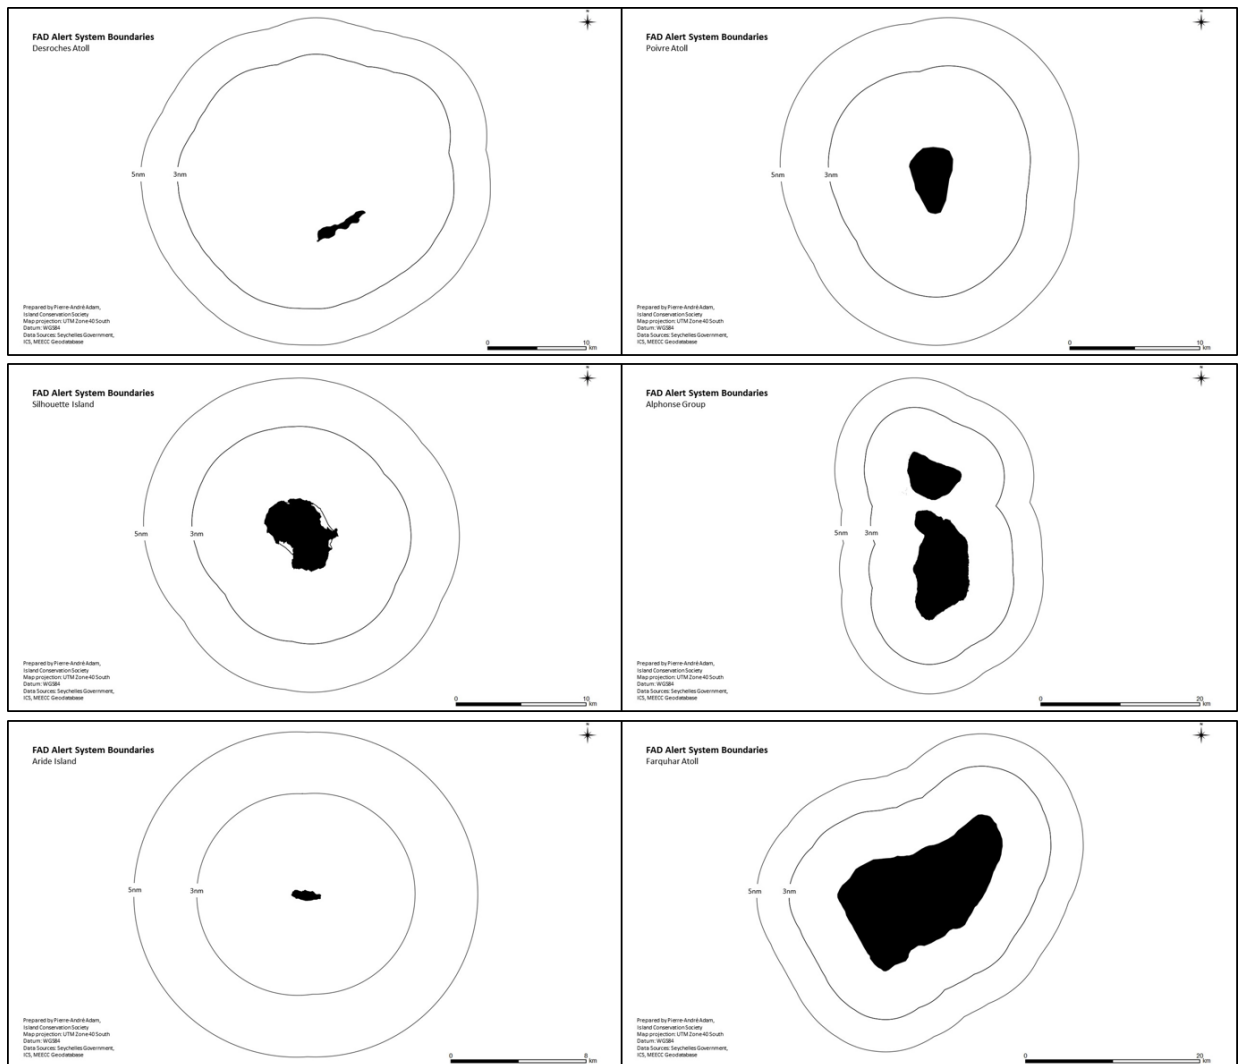 FAD Alert System Boundaries
Desroches Atoll
5nm
3nm
Prepared by Pierre-André Adam,
Island Conservation Society
Map projection: UTM Zone 40 South
Datum: WGS84
Data Sources: Seychelles Government,
ICS, MEECC Geodatabase
0 10
km
FAD Alert System Boundaries
Poivre Atoll
5nm
3nm
Prepared by Pierre-André Adam,
Island Conservation Society
Map projection: UTM Zone 40 South
Datum: WGS84
Data Sources: Seychelles Government,
ICS, MEECC Geodatabase
0 10
km
FAD Alert System Boundaries
Silhouette Island
5nm
3nm
Prepared by Pierre-André Adam,
Island Conservation Society
Map projection: UTM Zone 40 South
Datum: WGS84
Data Sources: Seychelles Government,
ICS, MEECC Geodatabase
0 10
km
FAD Alert System Boundaries
Alphonse Group
5nm
3nm
Prepared by Pierre-André Adam,
Island Conservation Society
Map projection: UTM Zone 40 South
Datum: WGS84
Data Sources: Seychelles Government,
ICS, MEECC Geodatabase
0 20
km
FAD Alert System Boundaries
Aride Island
5nm
3nm
Prepared by Pierre-André Adam,
Island Conservation Society
Map projection: UTM Zone 40 South
Datum: WGS84
Data Sources: Seychelles Government,
ICS, MEECC Geodatabase
0 8
km
FAD Alert System Boundaries
Farquhar Atoll
5nm
3nm
Prepared by Pierre-André Adam,
Island Conservation Society
Map projection: UTM Zone 40 South
Datum: WGS84
Data Sources: Seychelles Government,
ICS, MEECC Geodatabase
0 20
km